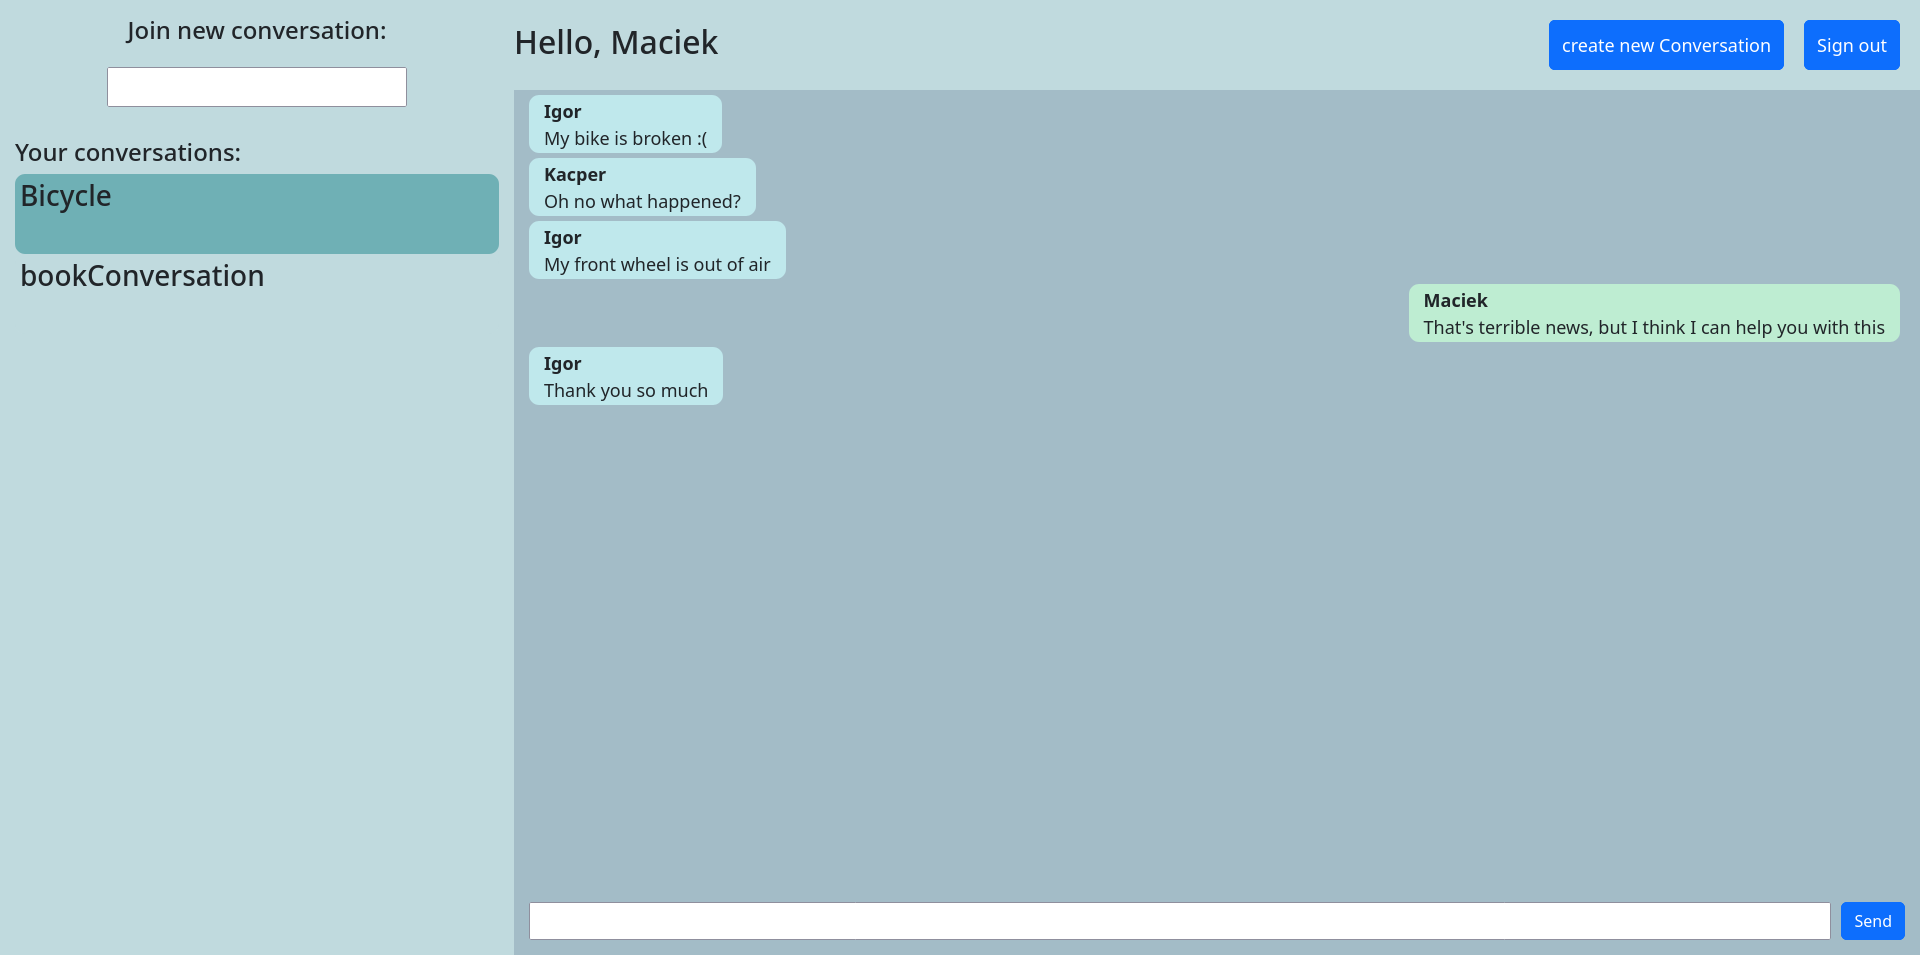 Join new conversation:
Your conversations:
Bicycle
bookConversation
Hello, Maciek
create new Conversation
Sign out
Igor
My bike is broken :(
Kacper
Oh no what happened?
Igor
My front wheel is out of air
Maciek
That's terrible news, but I think I can help you with this
Igor
Thank you so much
Send